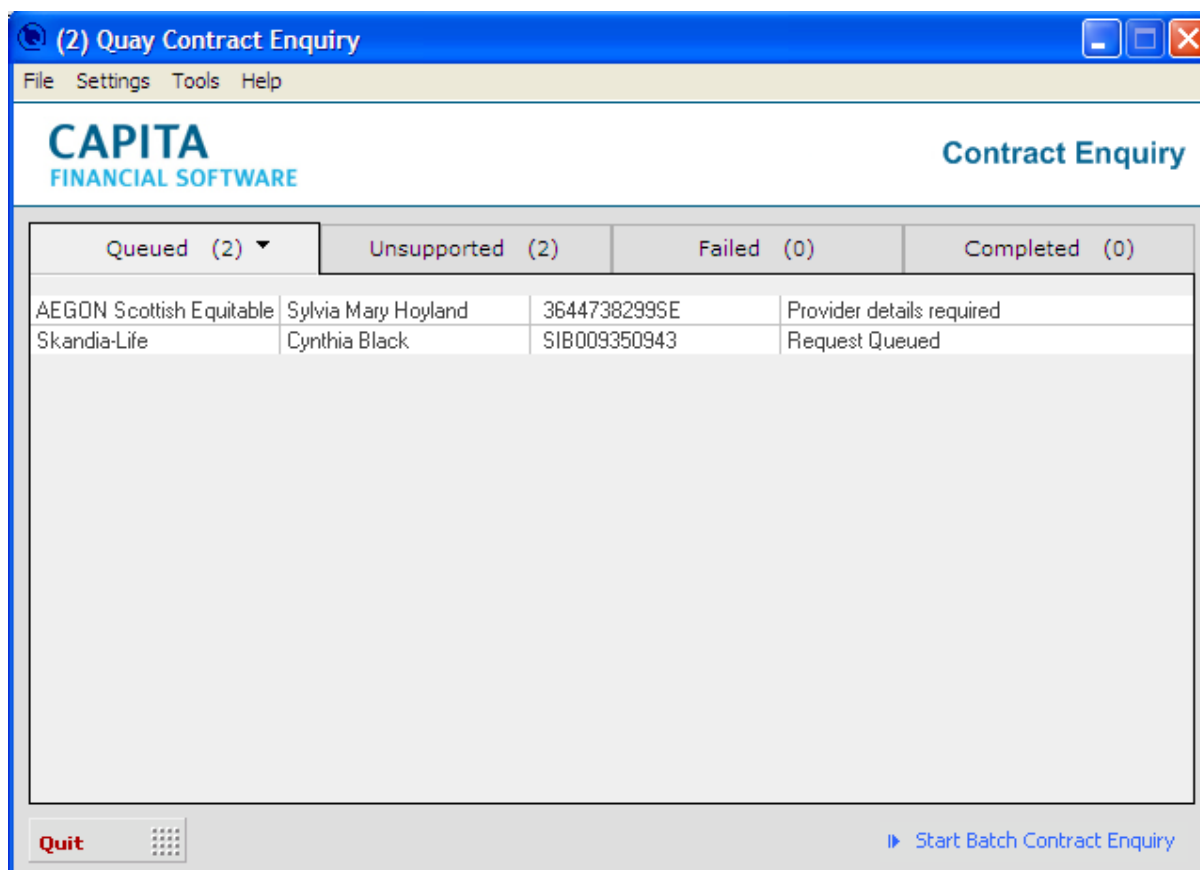 (2) Quay Contract Enquiry
File Settings Tools Help
CAPITA
FINANCIAL SOFTWARE
Contract Enquiry
Queued (2) Unsupported (2) Failed (0) Completed (0)
AEGON Scottish Equitable Sylvia Mary Hoyland 3644738299SE Provider details required
Skandia-Life Cynthia Black SIB009350943 Request Queued
Quit Start Batch Contract Enquiry